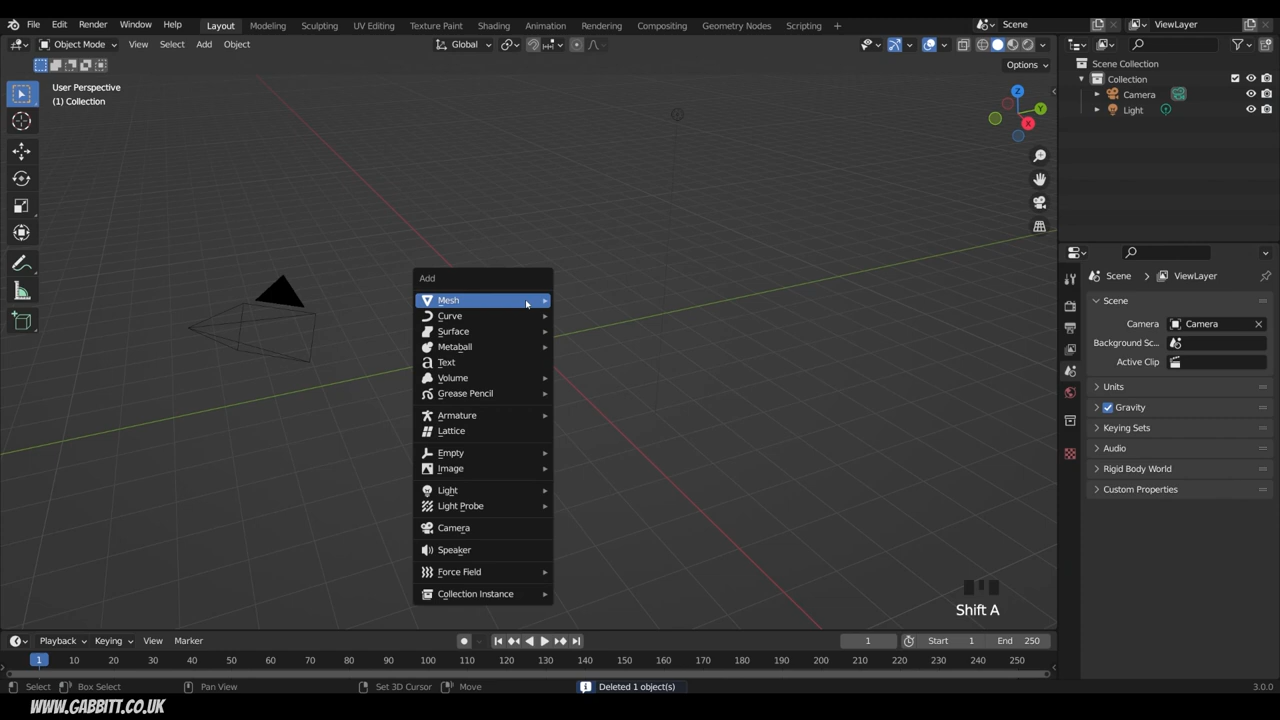 File Edit Render Window Help Layout Modeling Sculpting UV Editing Texture Paint Shading Animation Rendering Compositing Geometry Nodes Scripting + Scene ViewLayer
Object Mode View Select Add Object Global
Options
User Perspective
(1) Collection
Z
Y
X
Scene Collection
Collection
Camera
Light
Add
Mesh
Curve
Surface
Metaball
Text
Volume
Grease Pencil
Armature
Lattice
Empty
Image
Light
Light Probe
Camera
Speaker
Force Field
Collection Instance
Scene > ViewLayer
Scene
Camera Camera
Background Sc...
Active Clip
Units
Gravity
Keying Sets
Audio
Rigid Body World
Custom Properties
Shift A
Playback Keying View Marker 1 Start 1 End 250
1 10 20 30 40 50 60 70 80 90 100 110 120 130 140 150 160 170 180 190 200 210 220 230 240 250
Select Box Select Pan View Set 3D Cursor Move Deleted 1 object(s) 3.0.0
WWW.GABBITT.CO.UK